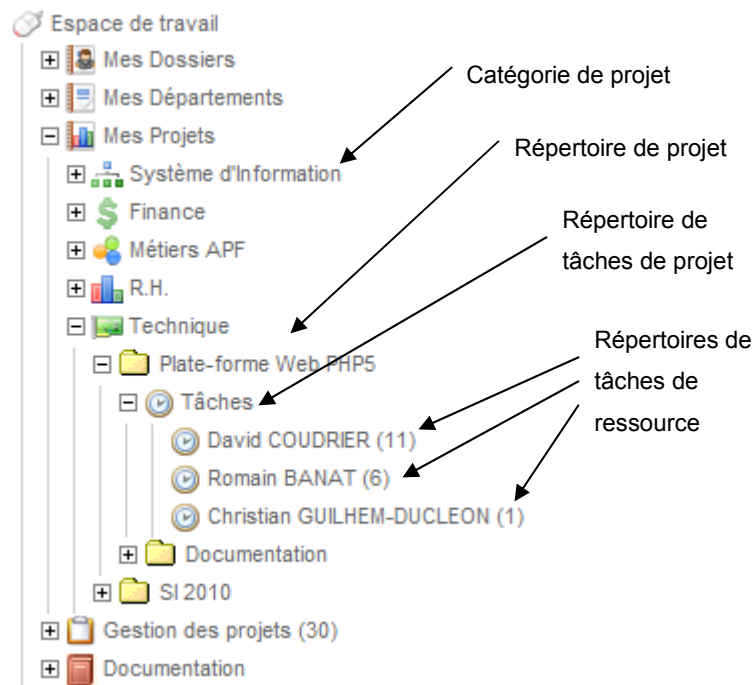 Espace de travail
Mes Dossiers
Mes Départements
Mes Projets
Système d'Information
Finance
Métiers APF
R.H.
Technique
Plate-forme Web PHP5
Tâches
David COUDRIER (11)
Romain BANAT (6)
Christian GUILHEM-DUCLEON (1)
Documentation
SI 2010
Gestion des projets (30)
Documentation
Catégorie de projet
Répertoire de projet
Répertoire de
tâches de projet
Répertoires de
tâches de
ressource